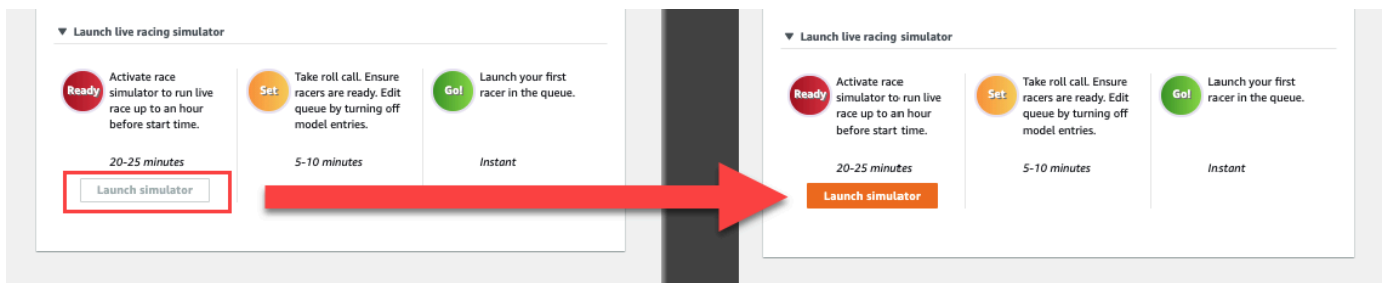 ▼ Launch live racing simulator
Ready
Activate race
simulator to run live
race up to an hour
before start time.
20-25 minutes
Launch simulator
Set
Take roll call. Ensure
racers are ready. Edit
queue by turning off
model entries.
5-10 minutes
Go!
Launch your first
racer in the queue.
Instant
▼ Launch live racing simulator
Ready
Activate race
simulator to run live
race up to an hour
before start time.
20-25 minutes
Launch simulator
Set
Take roll call. Ensure
racers are ready. Edit
queue by turning off
model entries.
5-10 minutes
Go!
Launch your first
racer in the queue.
Instant